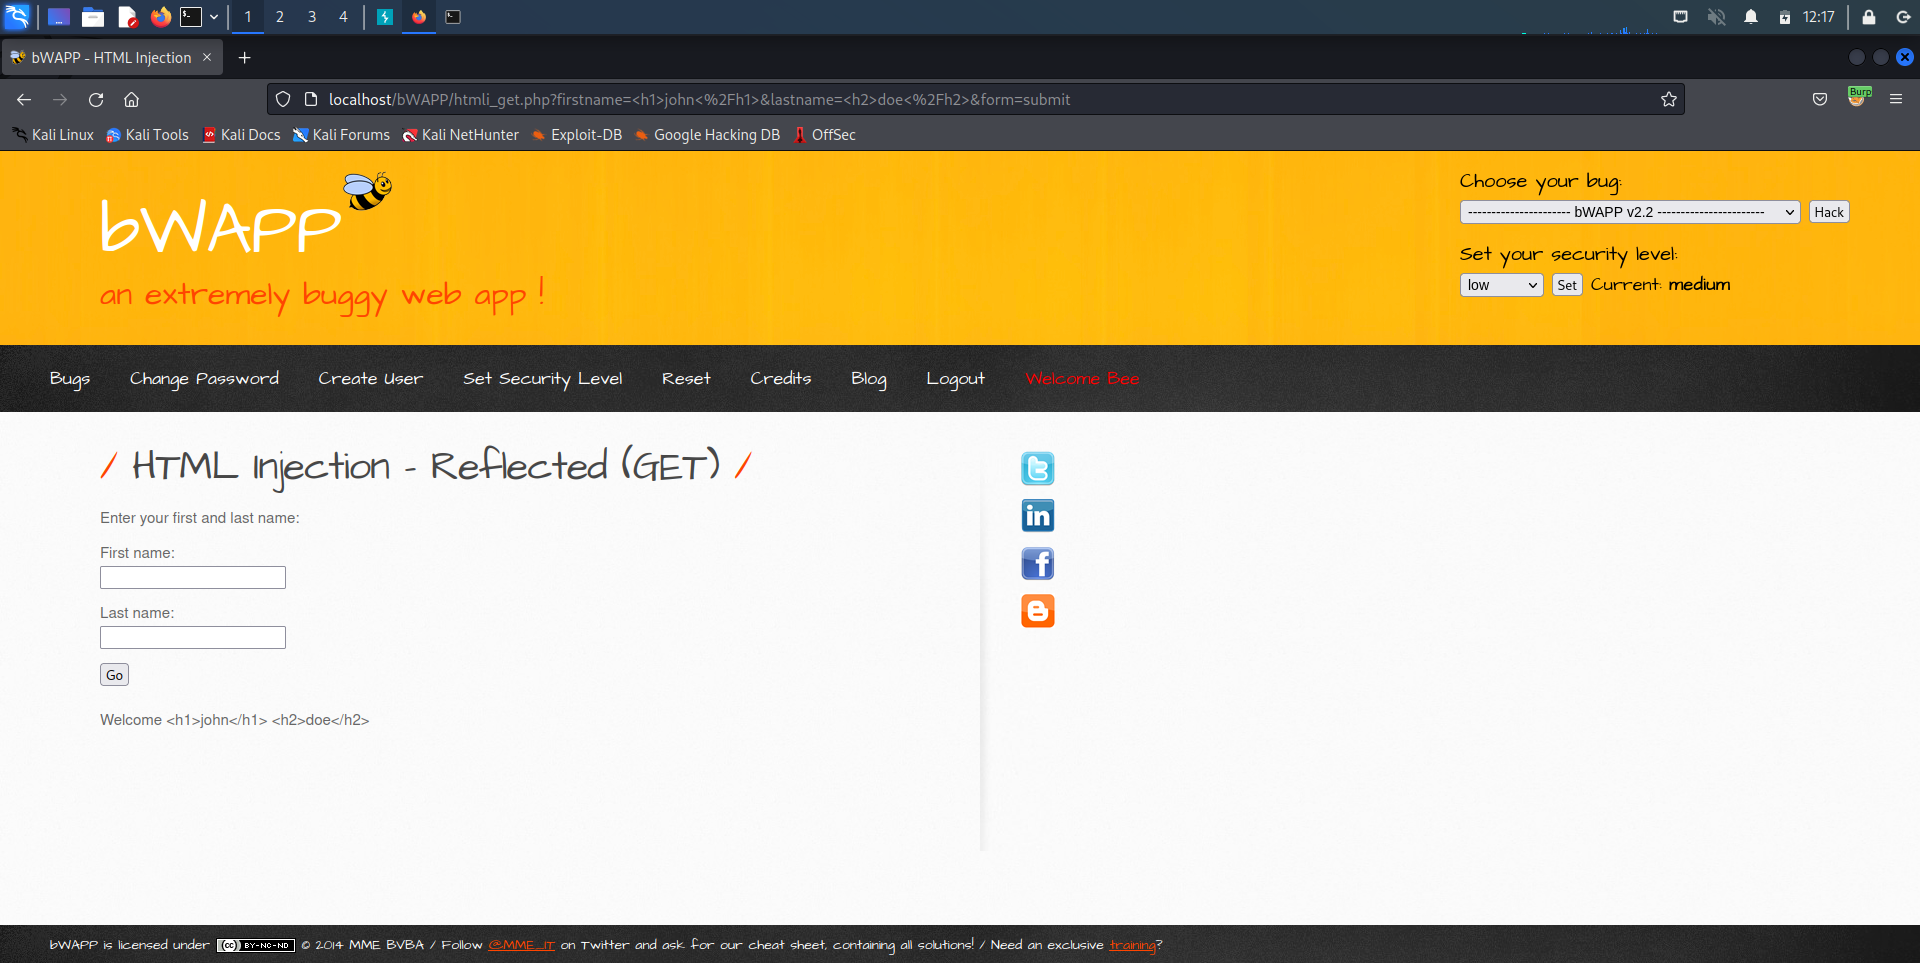 1 2 3 4 12:17
bWAPP - HTML Injection
localhost/bWAPP/htmli_get.php?firstname=<h1>john<%2Fh1>&lastname=<h2>doe<%2Fh2>&form=submit
Burp
Kali Linux Kali Tools Kali Docs Kali Forums Kali NetHunter Exploit-DB Google Hacking DB OffSec
bWAPP
an extremely buggy web app !
Choose your bug:
---------------------- bWAPP v2.2 ----------------------- Hack
Set your security level:
low Set Current: medium
Bugs Change Password Create User Set Security Level Reset Credits Blog Logout Welcome Bee
/ HTML Injection - Reflected (GET) /
Enter your first and last name:
First name:
Last name:
Go
Welcome <h1>john</h1> <h2>doe</h2>
bWAPP is licensed under (cc) BY-NC-ND © 2014 MME BVBA / Follow @MME_IT on Twitter and ask for our cheat sheet, containing all solutions! / Need an exclusive training?